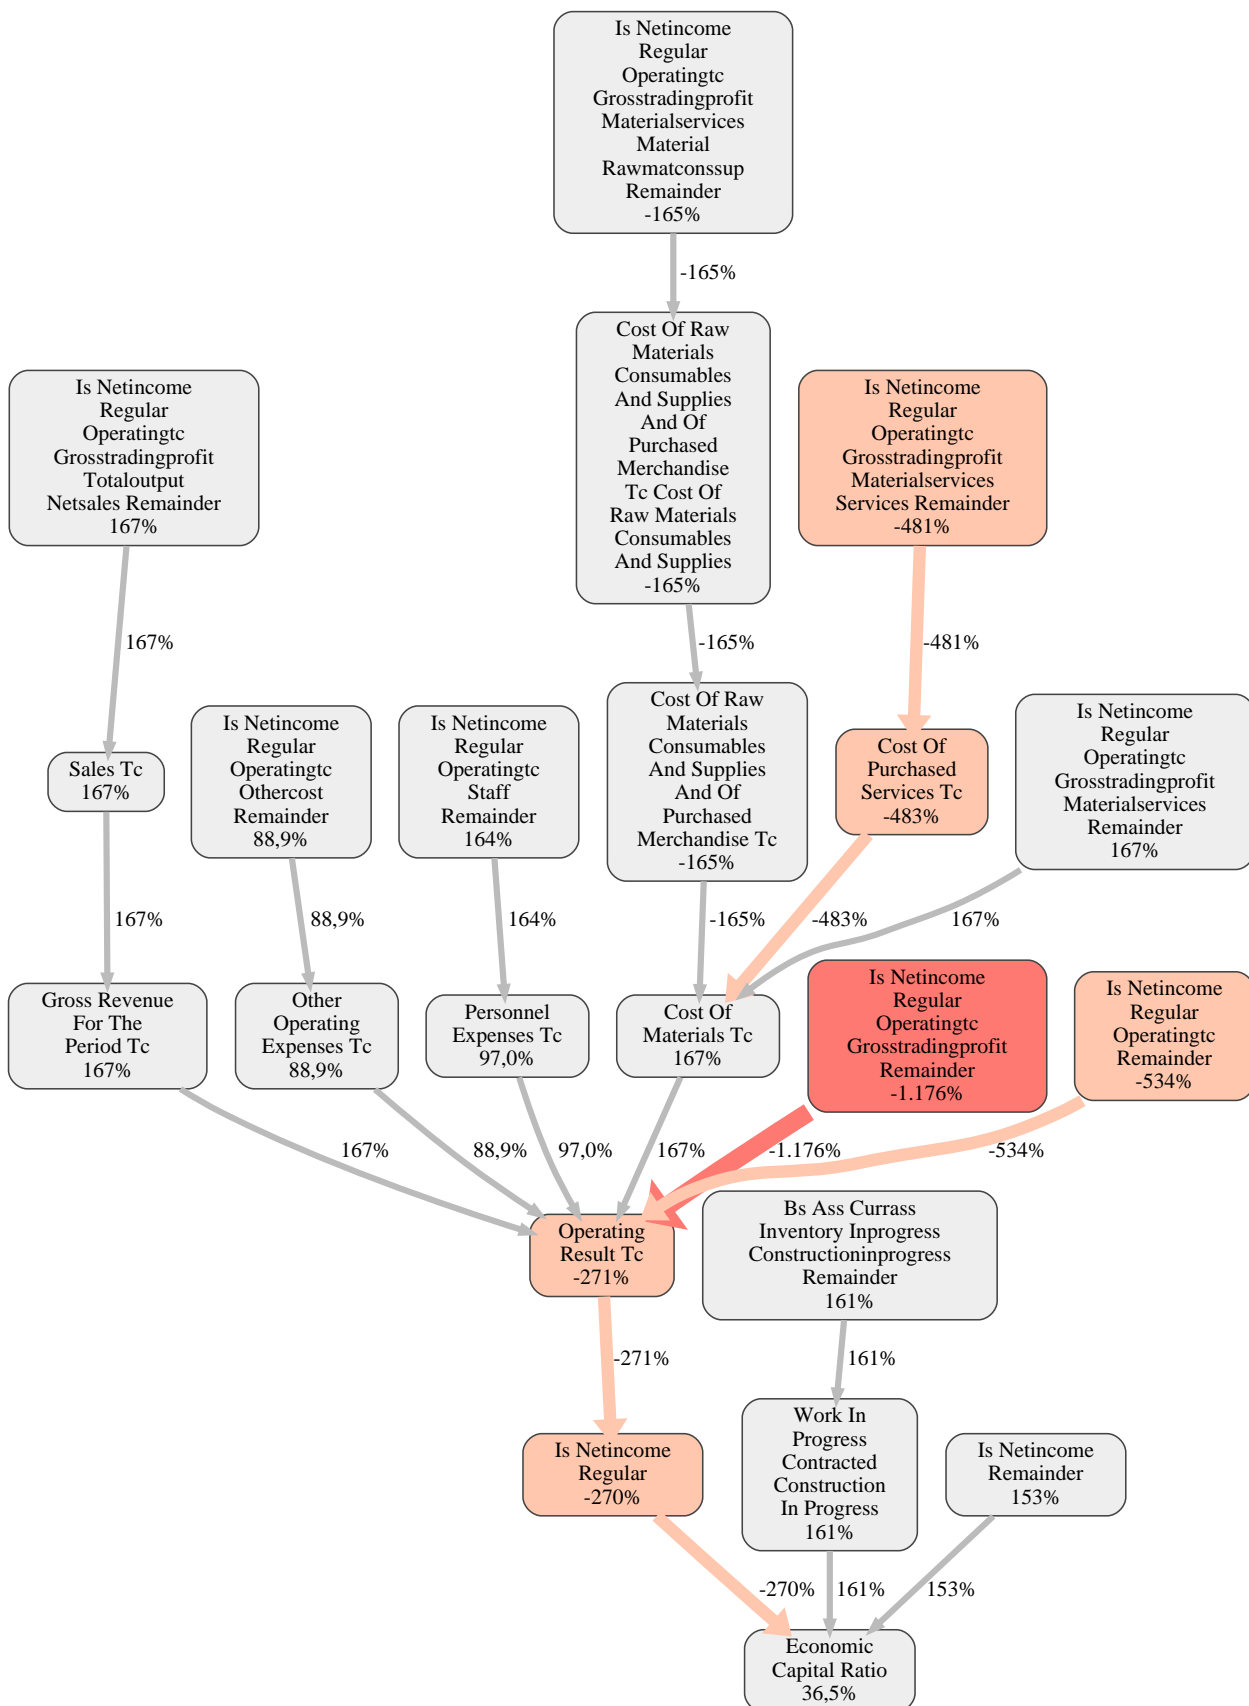 Is Netincome
Regular
Operatingtc
Grosstradingprofit
Materialservices
Material
Rawmatconssup
Remainder
-165%
-165%
Cost Of Raw
Materials
Consumables
And Supplies
And Of
Purchased
Merchandise
Tc Cost Of
Raw Materials
Consumables
And Supplies
-165%
Is Netincome
Regular
Operatingtc
Grosstradingprofit
Totaloutput
Netsales Remainder
167%
Is Netincome
Regular
Operatingtc
Grosstradingprofit
Materialservices
Services Remainder
-481%
167%
-165%
-481%
Sales Tc
167%
Is Netincome
Regular
Operatingtc
Othercost
Remainder
88,9%
Is Netincome
Regular
Operatingtc
Staff
Remainder
164%
Cost Of Raw
Materials
Consumables
And Supplies
And Of
Purchased
Merchandise Tc
-165%
Cost Of
Purchased
Services Tc
-483%
Is Netincome
Regular
Operatingtc
Grosstradingprofit
Materialservices
Remainder
167%
167%
88,9%
164%
-165%
-483%
167%
Gross Revenue
For The
Period Tc
167%
Other
Operating
Expenses Tc
88,9%
Personnel
Expenses Tc
97,0%
Cost Of
Materials Tc
167%
Is Netincome
Regular
Operatingtc
Grosstradingprofit
Remainder
-1.176%
Is Netincome
Regular
Operatingtc
Remainder
-534%
167%
88,9%
97,0%
167%
-1.176%
-534%
Operating
Result Tc
-271%
Bs Ass Currass
Inventory Inprogress
Constructioninprogress
Remainder
161%
-271%
161%
Is Netincome
Regular
-270%
Work In
Progress
Contracted
Construction
In Progress
161%
Is Netincome
Remainder
153%
-270%
161%
153%
Economic
Capital Ratio
36,5%